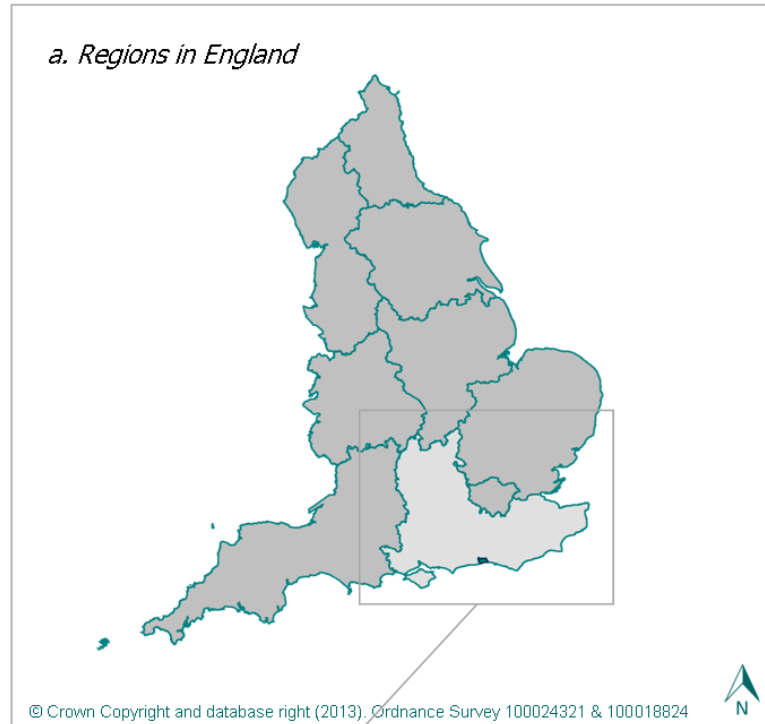 a. Regions in England
© Crown Copyright and database right (2013). Ordnance Survey 100024321 & 100018824
N